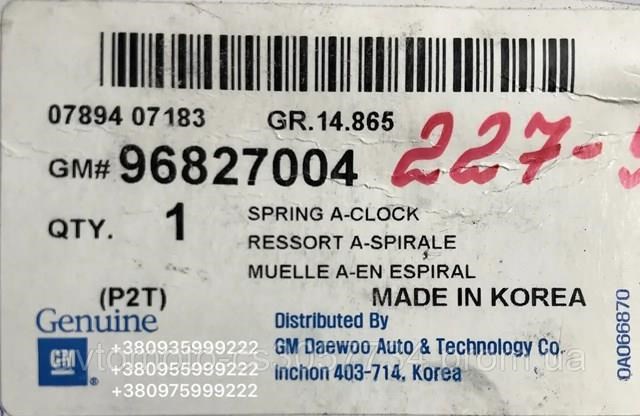 07894 07183 GR.14.865
GM# 96827004 227-
QTY. 1 SPRING A-CLOCK
RESSORT A-SPIRALE
MUELLE A-EN ESPIRAL
(P2T) MADE IN KOREA
Genuine
GM
®
Distributed By
GM Daewoo Auto & Technology Co.
Inchon 403-714, Korea
0A066870
+380935999222
+380955999222
+380975999222